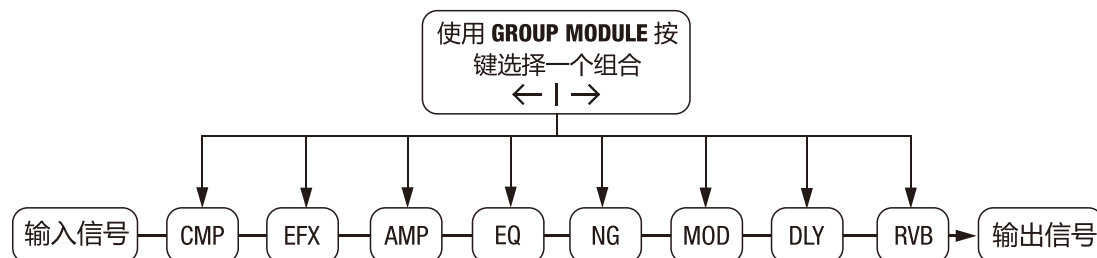 使用 GROUP MODULE 按
键选择一个组合
← | →
输入信号 CMP EFX AMP EQ NG MOD DLY RVB 输出信号